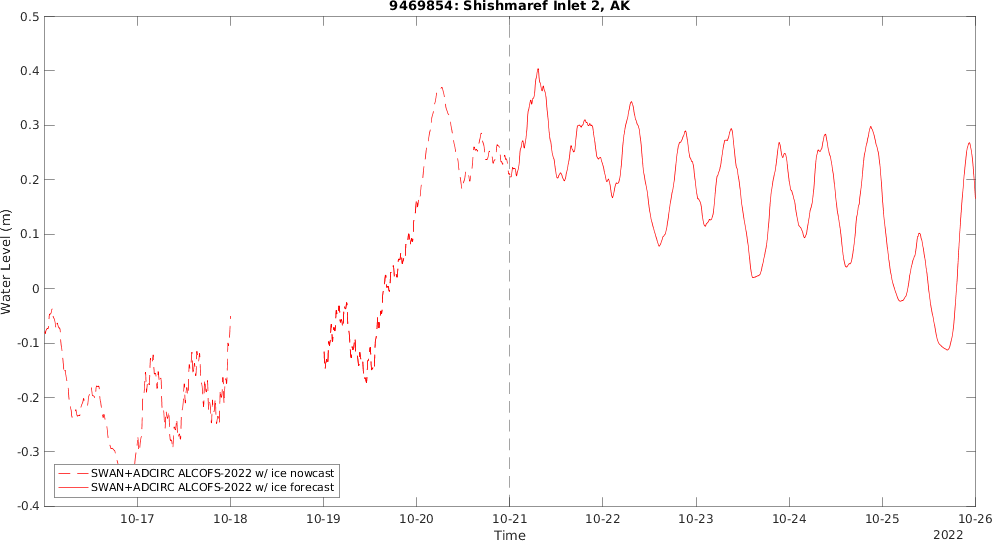 9469854: Shishmaref Inlet 2, AK
0.5
0.4
0.3
0.2
0.1
0
-0.1
-0.2
-0.3
-0.4
Water Level (m)
SWAN+ADCIRC ALCOFS-2022 w/ ice nowcast
SWAN+ADCIRC ALCOFS-2022 w/ ice forecast
10-17 10-18 10-19 10-20 10-21 10-22 10-23 10-24 10-25 10-26
Time
2022